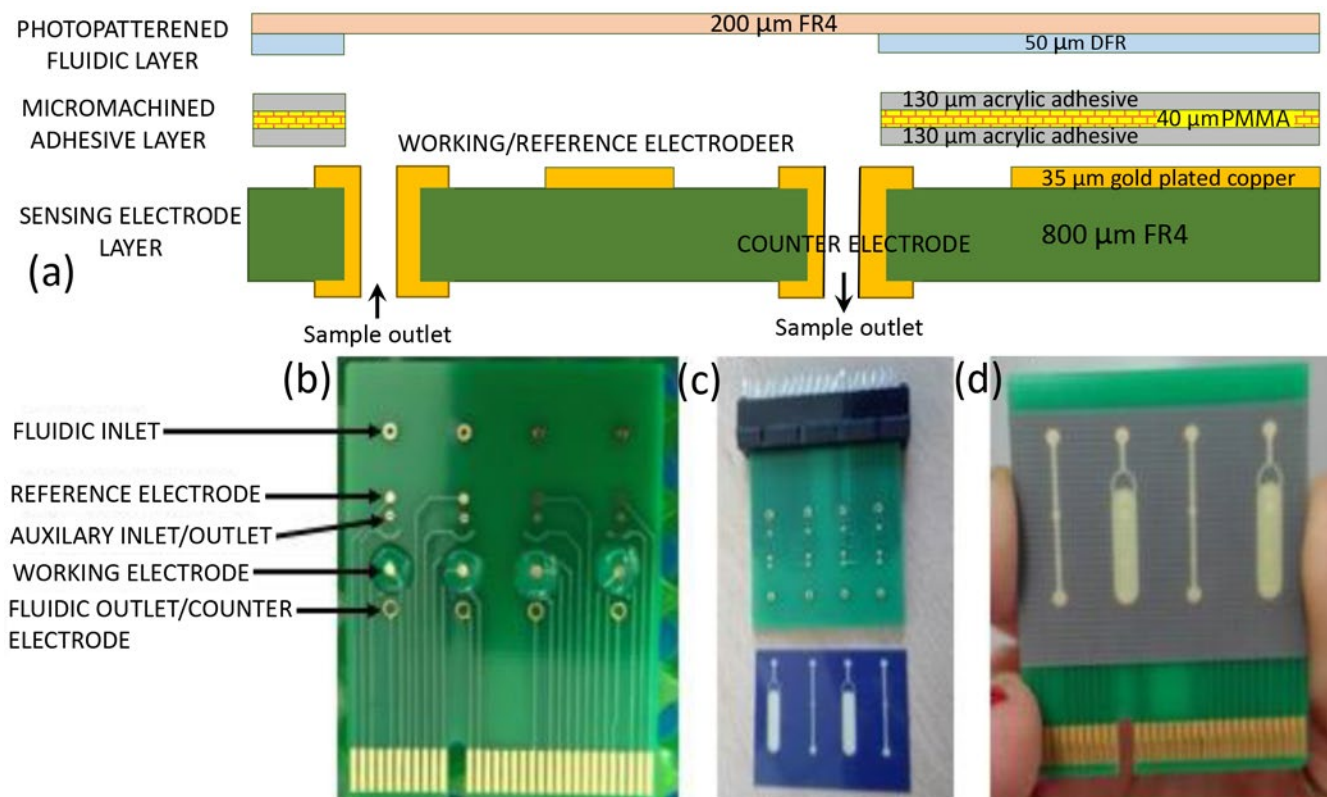 PHOTOPATTERENED
FLUIDIC LAYER
200 µm FR4
50 µm DFR
MICROMACHINED
ADHESIVE LAYER
130 µm acrylic adhesive
40 µm PMMA
130 µm acrylic adhesive
WORKING/REFERENCE ELECTRODEER
35 µm gold plated copper
SENSING ELECTRODE
LAYER
COUNTER ELECTRODE
800 µm FR4
(a)
Sample outlet
Sample outlet
(b)
(c)
(d)
FLUIDIC INLET
REFERENCE ELECTRODE
AUXILARY INLET/OUTLET
WORKING ELECTRODE
FLUIDIC OUTLET/COUNTER
ELECTRODE